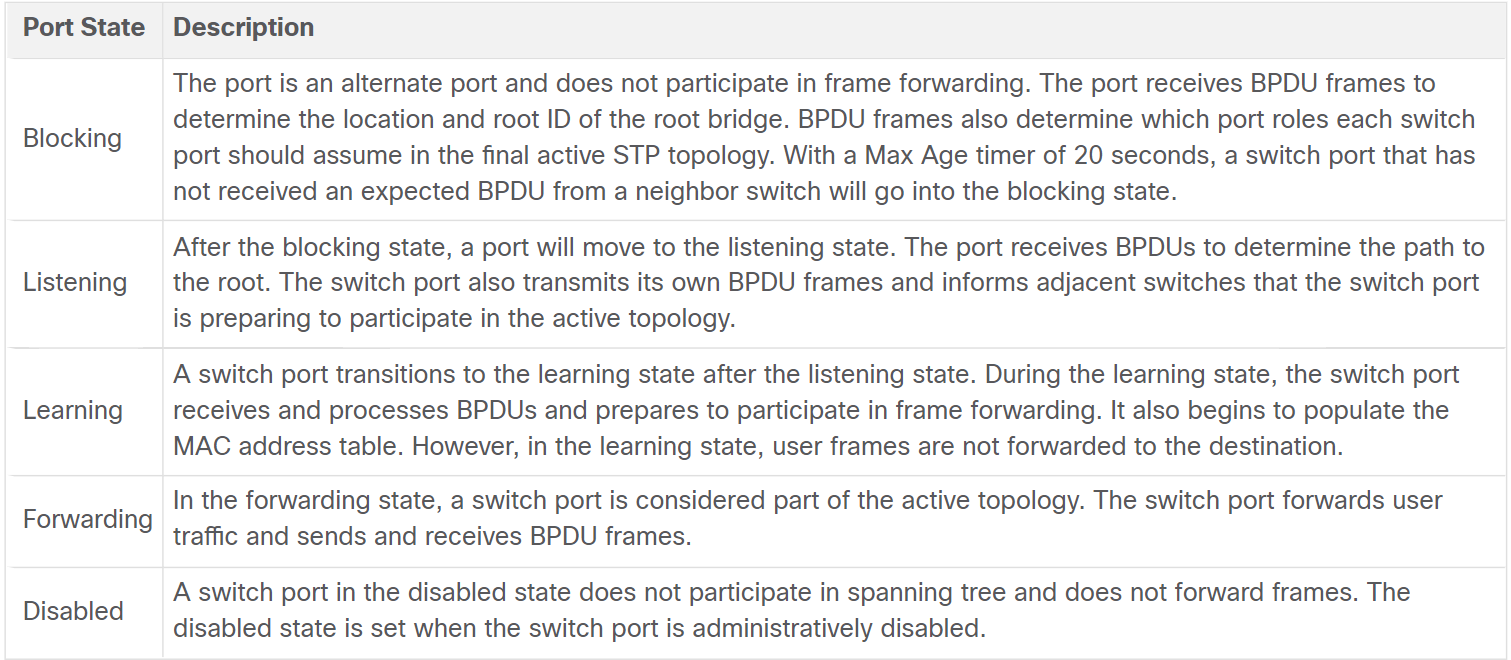 Port State Description
Blocking
The port is an alternate port and does not participate in frame forwarding. The port receives BPDU frames to
determine the location and root ID of the root bridge. BPDU frames also determine which port roles each switch
port should assume in the final active STP topology. With a Max Age timer of 20 seconds, a switch port that has
not received an expected BPDU from a neighbor switch will go into the blocking state.
Listening
After the blocking state, a port will move to the listening state. The port receives BPDUs to determine the path to
the root. The switch port also transmits its own BPDU frames and informs adjacent switches that the switch port
is preparing to participate in the active topology.
Learning
A switch port transitions to the learning state after the listening state. During the learning state, the switch port
receives and processes BPDUs and prepares to participate in frame forwarding. It also begins to populate the
MAC address table. However, in the learning state, user frames are not forwarded to the destination.
Forwarding
In the forwarding state, a switch port is considered part of the active topology. The switch port forwards user
traffic and sends and receives BPDU frames.
Disabled
A switch port in the disabled state does not participate in spanning tree and does not forward frames. The
disabled state is set when the switch port is administratively disabled.